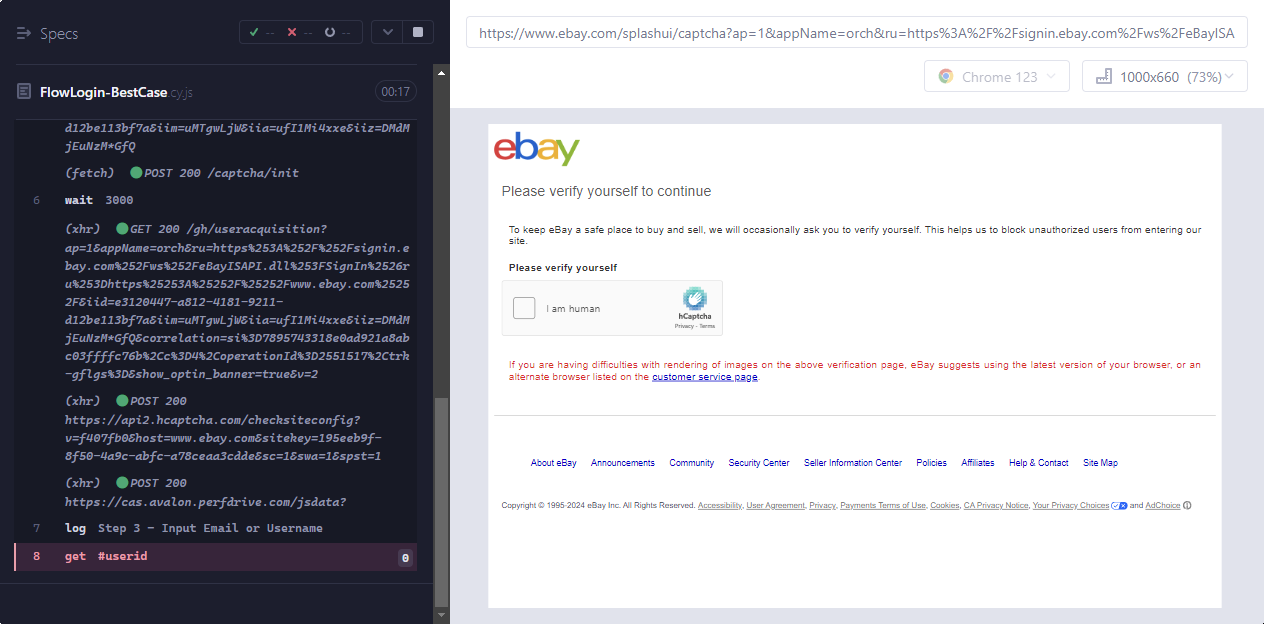 Specs
-- -- --
FlowLogin-BestCase.cy.js 00:17
d12be113bf7a&iim=uMTgwLjW&iia=ufI1Mi4xxe&iiz=DMdM
jEuNzM*GfQ
(fetch) POST 200 /captcha/init
6 wait 3000
(xhr) GET 200 /gh/useracquisition?
ap=1&appName=orch&ru=https%253A%252F%252Fsignin.e
bay.com%252Fws%252FeBayISAPI.dll%253FSignIn%2526r
u%253Dhttps%25253A%25252F%25252Fwww.ebay.com%2525
2F&iid=e3120447-a812-4181-9211-
d12be113bf7a&iim=uMTgwLjW&iia=ufI1Mi4xxe&iiz=DMdM
jEuNzM*GfQ&correlation=si%3D7895743318e0ad921a8ab
c03ffffc76b%2Cc%3D4%2CoperationId%3D2551517%2Ctrk
-gflgs%3D&show_optin_banner=true&v=2
(xhr) POST 200
https://api2.hcaptcha.com/checksiteconfig?
v=f407fb0&host=www.ebay.com&sitekey=195eeb9f-
8f50-4a9c-abfc-a78ceaa3cdde&sc=1&swa=1&spst=1
(xhr) POST 200
https://cas.avalon.perfdrive.com/jsdata?
7 log Step 3 - Input Email or Username
8 get #userid 0
https://www.ebay.com/splashui/captcha?ap=1&appName=orch&ru=https%3A%2F%2Fsignin.ebay.com%2Fws%2FeBayISA
Chrome 123
1000x660 (73%)
ebay
Please verify yourself to continue
To keep eBay a safe place to buy and sell, we will occasionally ask you to verify yourself. This helps us to block unauthorized users from entering our
site.
Please verify yourself
I am human
hCaptcha
Privacy - Terms
If you are having difficulties with rendering of images on the above verification page, eBay suggests using the latest version of your browser, or an
alternate browser listed on the customer service page.
About eBay Announcements Community Security Center Seller Information Center Policies Affiliates Help & Contact Site Map
Copyright © 1995-2024 eBay Inc. All Rights Reserved. Accessibility, User Agreement, Privacy, Payments Terms of Use, Cookies, CA Privacy Notice, Your Privacy Choices and AdChoice